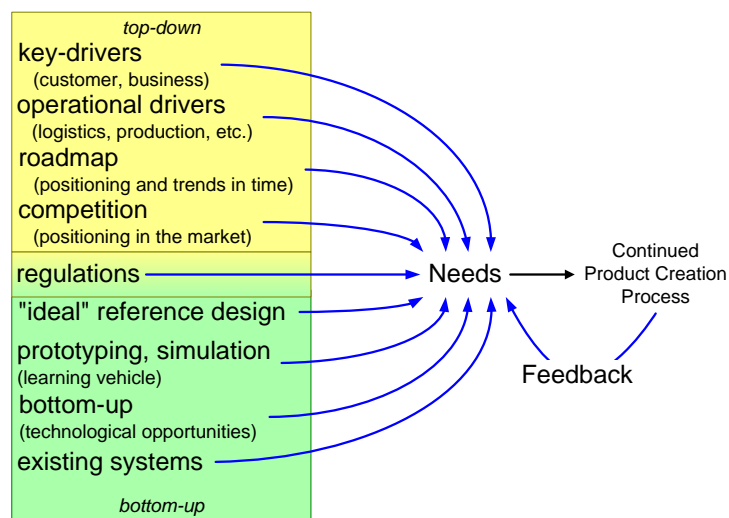 top-down
key-drivers
(customer, business)
operational drivers
(logistics, production, etc.)
roadmap
(positioning and trends in time)
competition
(positioning in the market)
regulations
"ideal" reference design
prototyping, simulation
(learning vehicle)
bottom-up
(technological opportunities)
existing systems
bottom-up
Needs
Continued
Product Creation
Process
Feedback